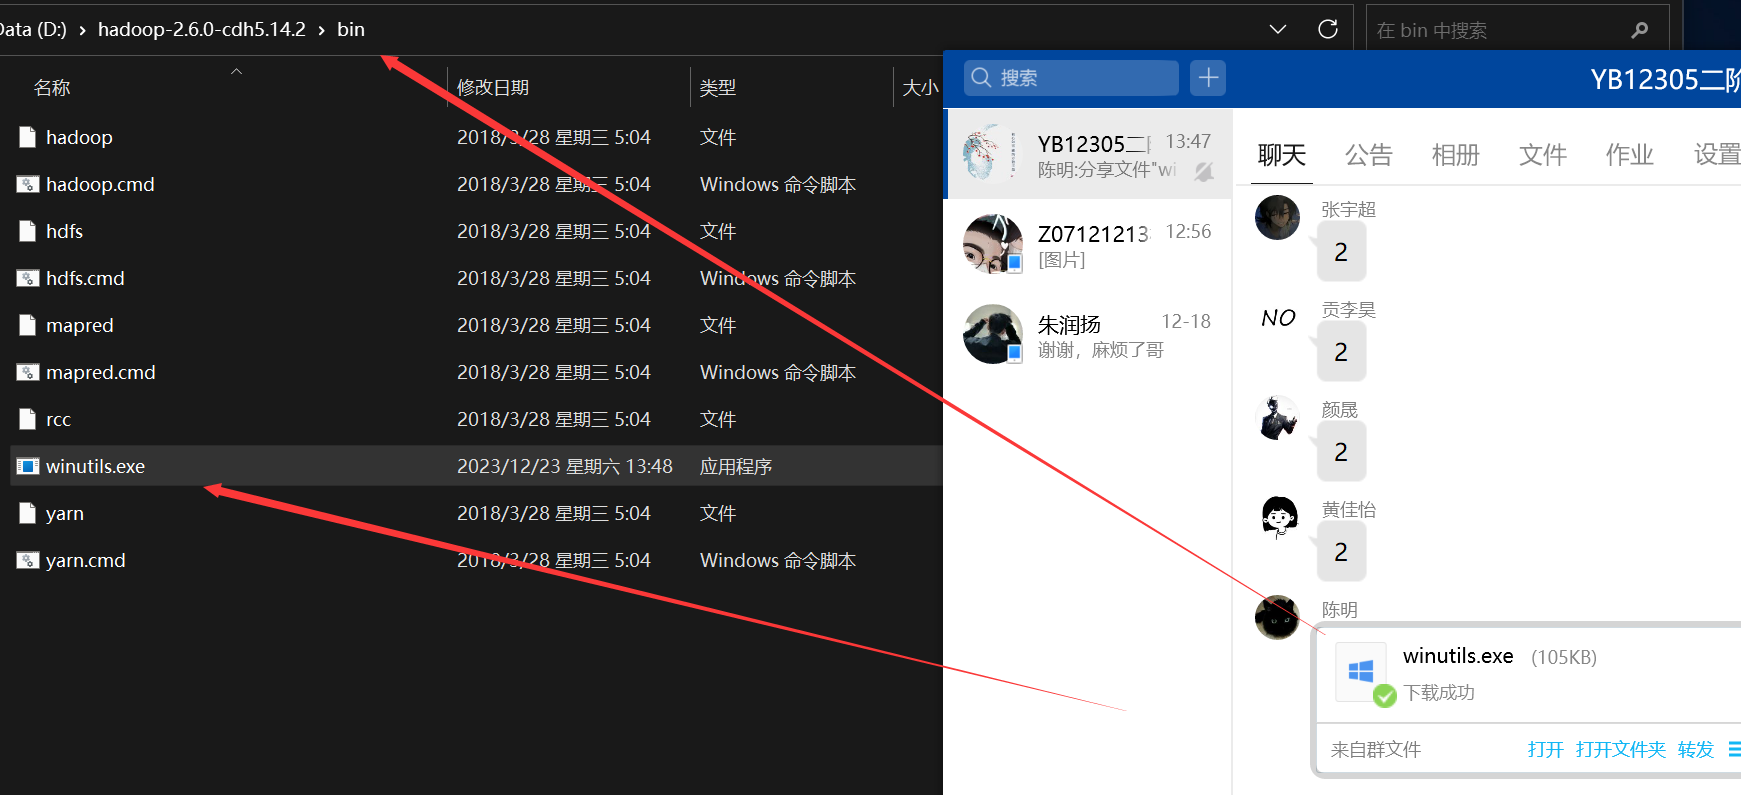 Data (D:) › hadoop-2.6.0-cdh5.14.2 › bin
在 bin 中搜索
名称 修改日期 类型 大小
hadoop 2018/3/28 星期三 5:04 文件
hadoop.cmd 2018/3/28 星期三 5:04 Windows 命令脚本
hdfs 2018/3/28 星期三 5:04 文件
hdfs.cmd 2018/3/28 星期三 5:04 Windows 命令脚本
mapred 2018/3/28 星期三 5:04 文件
mapred.cmd 2018/3/28 星期三 5:04 Windows 命令脚本
rcc 2018/3/28 星期三 5:04 文件
winutils.exe 2023/12/23 星期六 13:48 应用程序
yarn 2018/3/28 星期三 5:04 文件
yarn.cmd 2018/3/28 星期三 5:04 Windows 命令脚本
搜索
YB12305二阶
YB12305二阶 13:47
陈明:分享文件"wi
Z07121213 12:56
[图片]
朱润扬 12-18
谢谢，麻烦了哥
聊天 公告 相册 文件 作业 设置
张宇超
2
NO
贡李昊
2
颜晟
2
黄佳怡
2
陈明
winutils.exe (105KB)
下载成功
来自群文件 打开 打开文件夹 转发